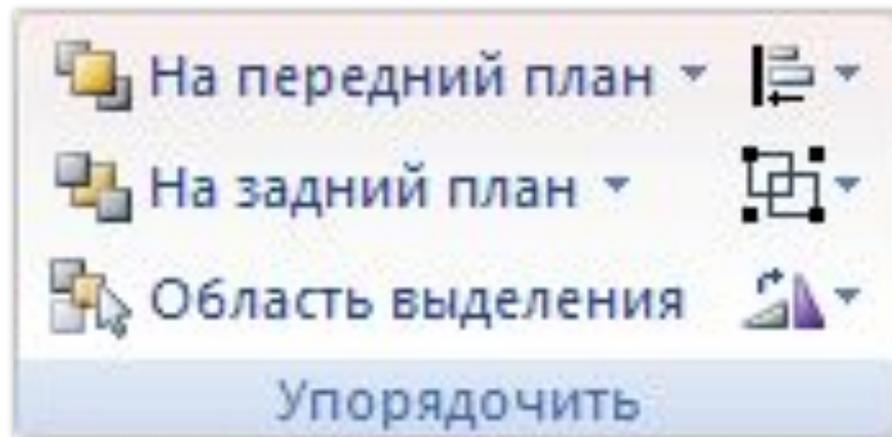 На передний план
На задний план
Область выделения
Упорядочить